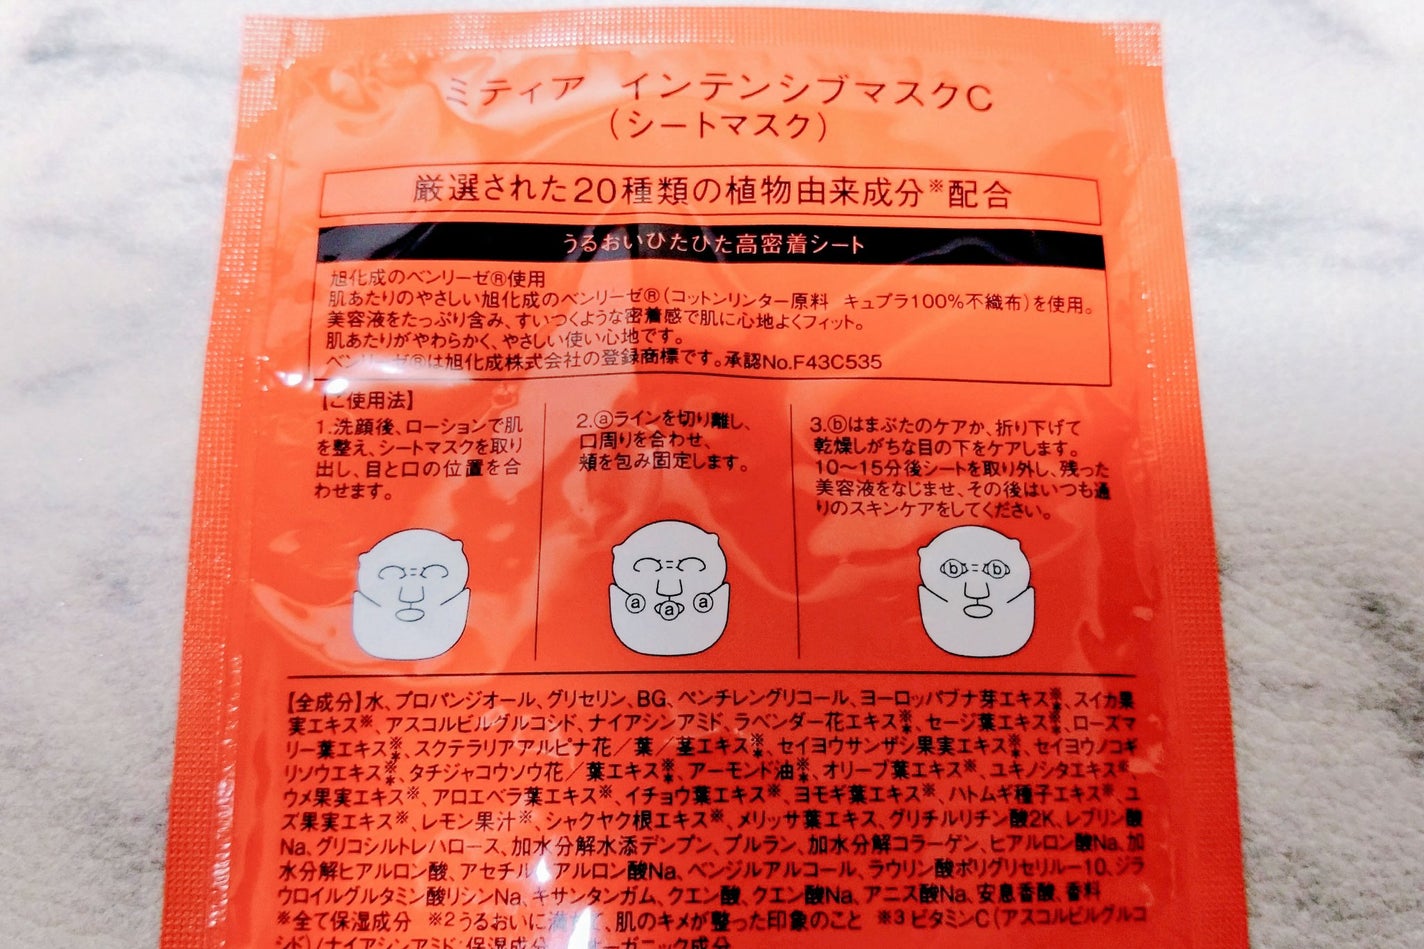 ミティア インテンシブマスクC
(シートマスク)
厳選された20種類の植物由来成分※配合
うるおいひたひた高密着シート
旭化成のベンリーゼ®使用
肌あたりのやさしい旭化成のベンリーゼ®(コットンリンター原料 キュプラ100%不織布)を使用。
美容液をたっぷり含み、すいつくような密着感で肌に心地よくフィット。
肌あたりがやわらかく、やさしい使い心地です。
ベンリーゼ®は旭化成株式会社の登録商標です。承認No.F43C535
【ご使用法】
1.洗顔後、ローションで肌
を整え、シートマスクを取り
出し、目と口の位置を合
わせます。
2.ⓐラインを切り離し、
口周りを合わせ、
頬を包み固定します。
3.ⓑはまぶたのケアか、折り下げて
乾燥しがちな目の下をケアします。
10〜15分後シートを取り外し、残った
美容液をなじませ、その後はいつも通
りのスキンケアをしてください。
ⓐ ⓐ ⓐ
ⓑ ⓑ
【全成分】水、プロパンジオール、グリセリン、BG、ペンチレングリコール、ヨーロッパブナ芽エキス※*、スイカ果
実エキス※、アスコルビルグルコシド、ナイアシンアミド、ラベンダー花エキス※*、セージ葉エキス※*、ローズマ
リー葉エキス※*、スクテラリアアルピナ花/葉/茎エキス※*、セイヨウサンザシ果実エキス※*、セイヨウノコギ
リソウエキス※*、タチジャコウソウ花/葉エキス※*、アーモンド油※*、オリーブ葉エキス※、ユキノシタエキス※、
ウメ果実エキス※、アロエベラ葉エキス※、イチョウ葉エキス※、ヨモギ葉エキス※、ハトムギ種子エキス※、ユ
ズ果実エキス※、レモン果汁※、シャクヤク根エキス※、メリッサ葉エキス、グリチルリチン酸2K、レブリン酸
Na、グリコシルトレハロース、加水分解水添デンプン、プルラン、加水分解コラーゲン、ヒアルロン酸Na、加
水分解ヒアルロン酸、アセチルヒアルロン酸Na、ベンジルアルコール、ラウリン酸ポリグリセリル-10、ジラ
ウロイルグルタミン酸リシンNa、キサンタンガム、クエン酸、クエン酸Na、アニス酸Na、安息香酸、香料
※全て保湿成分 ※2うるおいに満ちて、肌のキメが整った印象のこと ※3 ビタミンC(アスコルビルグルコ
シド)/ナイアシンアミド:保湿成分 オーガニック成分